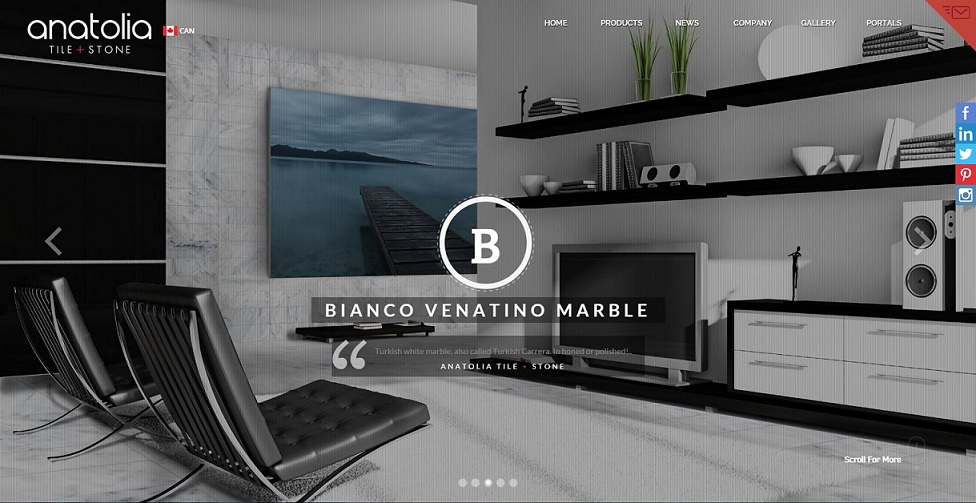 anatolia
TILE + STONE
CAN
HOME PRODUCTS NEWS COMPANY GALLERY PORTALS
f
in
B
BIANCO VENATINO MARBLE
“ Turkish white marble, also called Turkish Carrera. In honed or polished!..
ANATOLIA TILE + STONE
Scroll For More